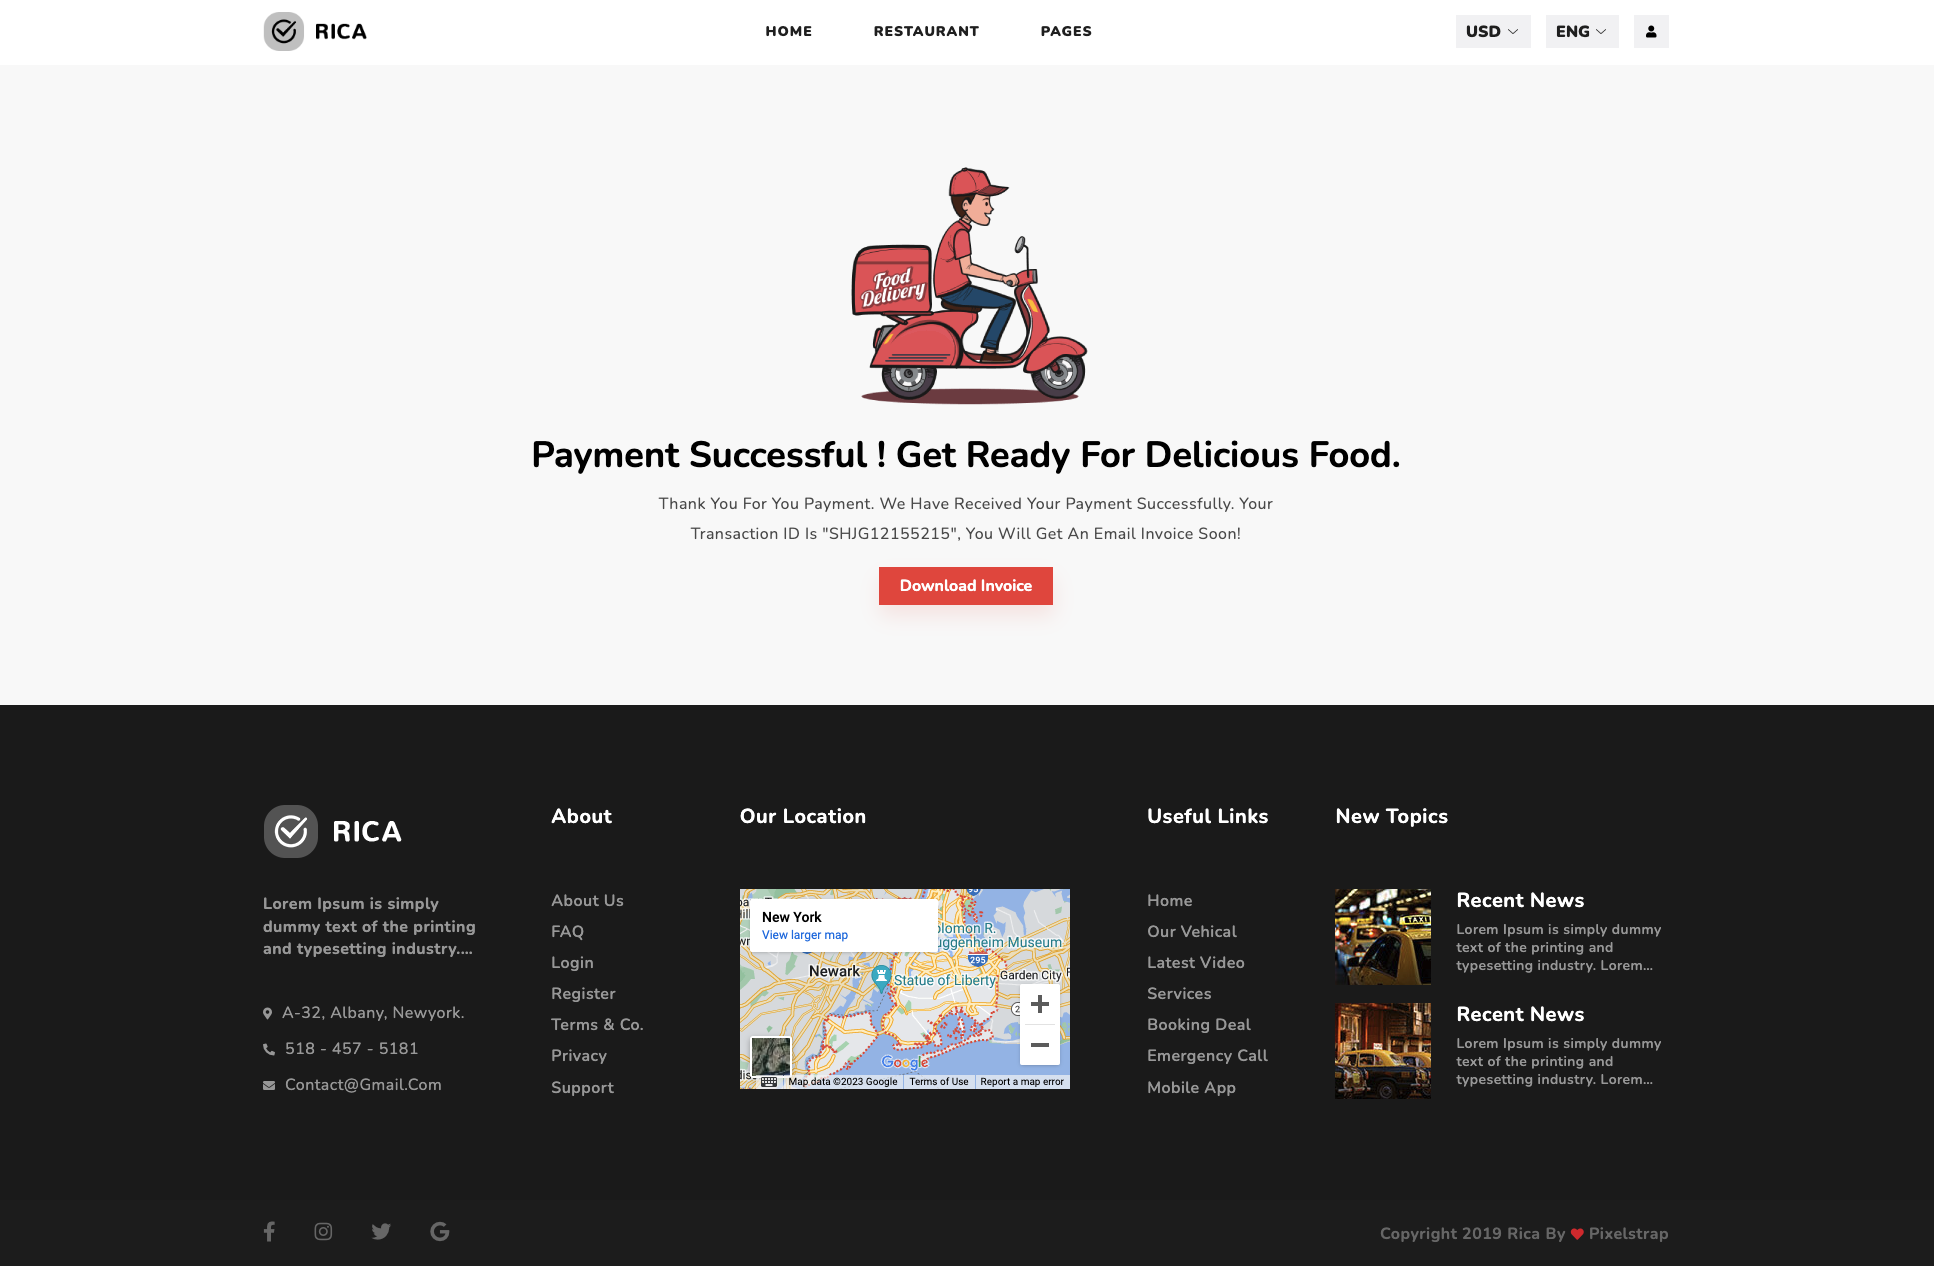 RICA
HOME
RESTAURANT
PAGES
USD
ENG
Food
Delivery
Payment Successful ! Get Ready For Delicious Food.
Thank You For You Payment. We Have Received Your Payment Successfully. Your
Transaction ID Is "SHJG12155215", You Will Get An Email Invoice Soon!
Download Invoice
RICA
Lorem Ipsum is simply
dummy text of the printing
and typesetting industry....
A-32, Albany, Newyork.
518 - 457 - 5181
Contact@Gmail.Com
About
About Us
FAQ
Login
Register
Terms & Co.
Privacy
Support
Our Location
New York
View larger map
olomon R.
uggenheim Museum
295
Newark
Garden City
Statue of Liberty
Google
Map data ©2023 Google
Terms of Use
Report a map error
Useful Links
Home
Our Vehical
Latest Video
Services
Booking Deal
Emergency Call
Mobile App
New Topics
TAXI
Recent News
Lorem Ipsum is simply dummy
text of the printing and
typesetting industry. Lorem...
Recent News
Lorem Ipsum is simply dummy
text of the printing and
typesetting industry. Lorem...
Copyright 2019 Rica By
Pixelstrap